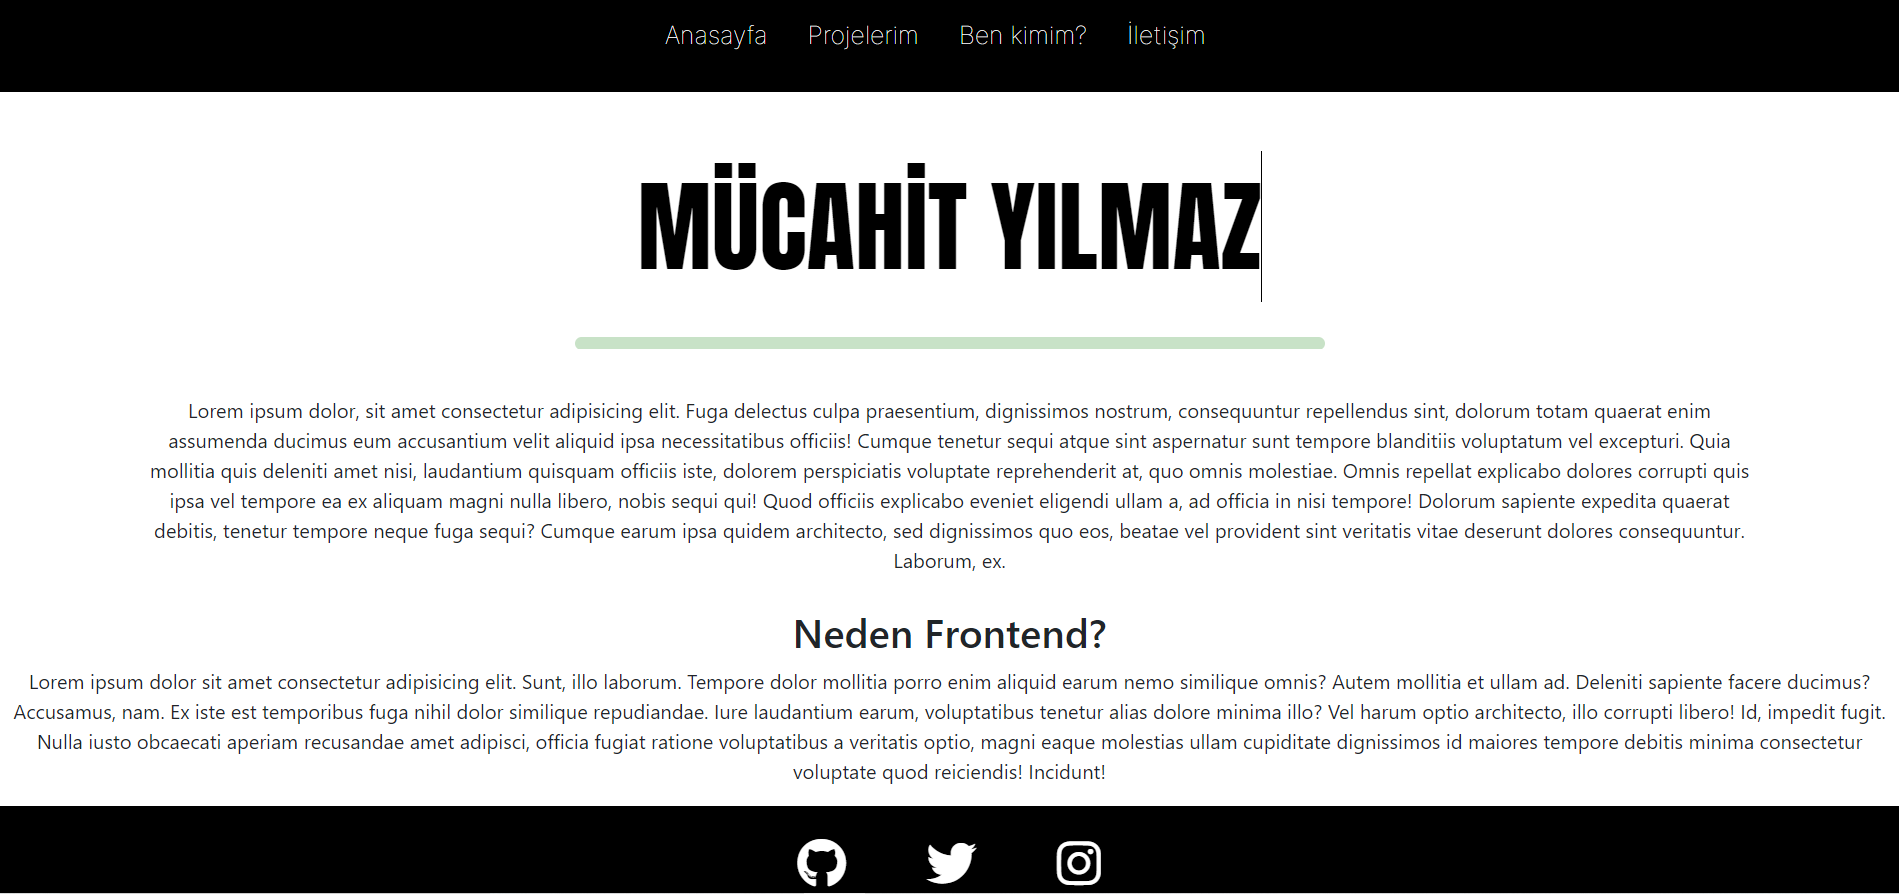 Anasayfa Projelerim Ben kimim? İletişim
MÜCAHİT YILMAZ
Lorem ipsum dolor, sit amet consectetur adipisicing elit. Fuga delectus culpa praesentium, dignissimos nostrum, consequuntur repellendus sint, dolorum totam quaerat enim
assumenda ducimus eum accusantium velit aliquid ipsa necessitatibus officiis! Cumque tenetur sequi atque sint aspernatur sunt tempore blanditiis voluptatum vel excepturi. Quia
mollitia quis deleniti amet nisi, laudantium quisquam officiis iste, dolorem perspiciatis voluptate reprehenderit at, quo omnis molestiae. Omnis repellat explicabo dolores corrupti quis
ipsa vel tempore ea ex aliquam magni nulla libero, nobis sequi qui! Quod officiis explicabo eveniet eligendi ullam a, ad officia in nisi tempore! Dolorum sapiente expedita quaerat
debitis, tenetur tempore neque fuga sequi? Cumque earum ipsa quidem architecto, sed dignissimos quo eos, beatae vel provident sint veritatis vitae deserunt dolores consequuntur.
Laborum, ex.
Neden Frontend?
Lorem ipsum dolor sit amet consectetur adipisicing elit. Sunt, illo laborum. Tempore dolor mollitia porro enim aliquid earum nemo similique omnis? Autem mollitia et ullam ad. Deleniti sapiente facere ducimus?
Accusamus, nam. Ex iste est temporibus fuga nihil dolor similique repudiandae. Iure laudantium earum, voluptatibus tenetur alias dolore minima illo? Vel harum optio architecto, illo corrupti libero! Id, impedit fugit.
Nulla iusto obcaecati aperiam recusandae amet adipisci, officia fugiat ratione voluptatibus a veritatis optio, magni eaque molestias ullam cupiditate dignissimos id maiores tempore debitis minima consectetur
voluptate quod reiciendis! Incidunt!